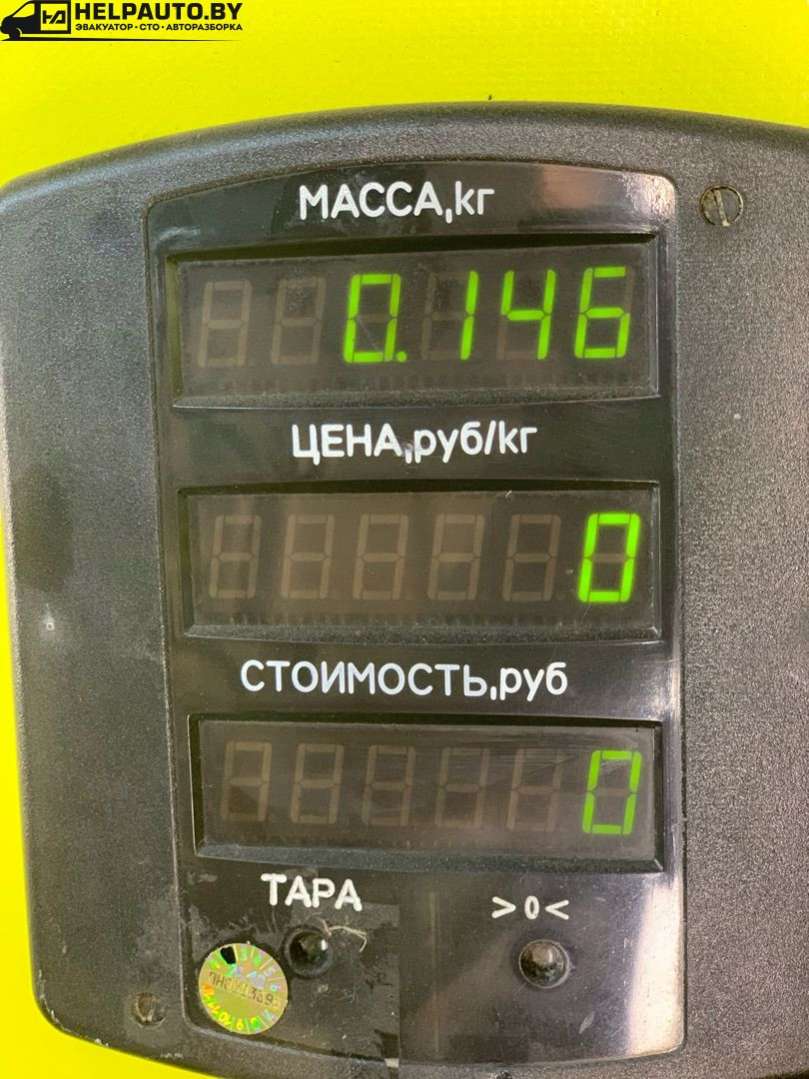 HELPAUTO.BY
ЭВАКУАТОР • СТО • АВТОРАЗБОРКА
МАССА,кг
0.146
ЦЕНА,руб/кг
0
СТОИМОСТЬ,руб
0
ТАРА
>0<